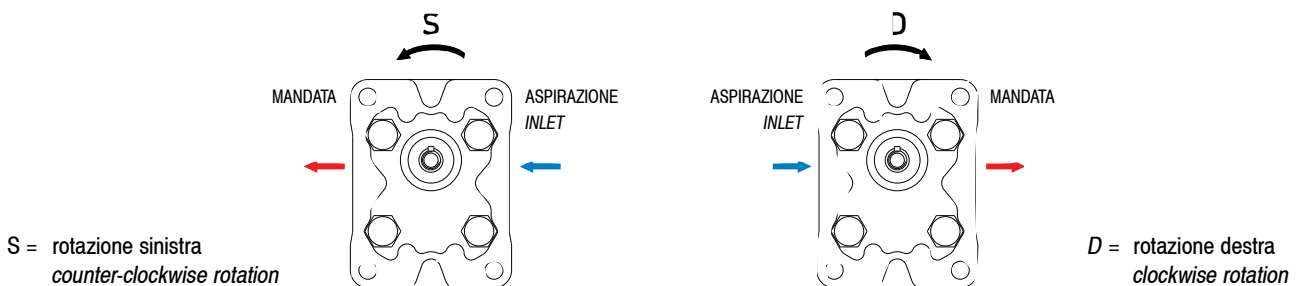 S
D
MANDATA
ASPIRAZIONE
INLET
ASPIRAZIONE
INLET
MANDATA
S = rotazione sinistra
counter-clockwise rotation
D = rotazione destra
clockwise rotation